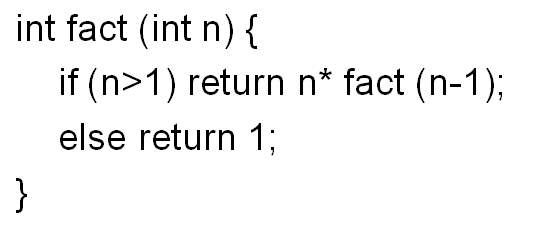 int fact (int n) {
if (n>1) return n* fact (n-1);
else return 1;
}